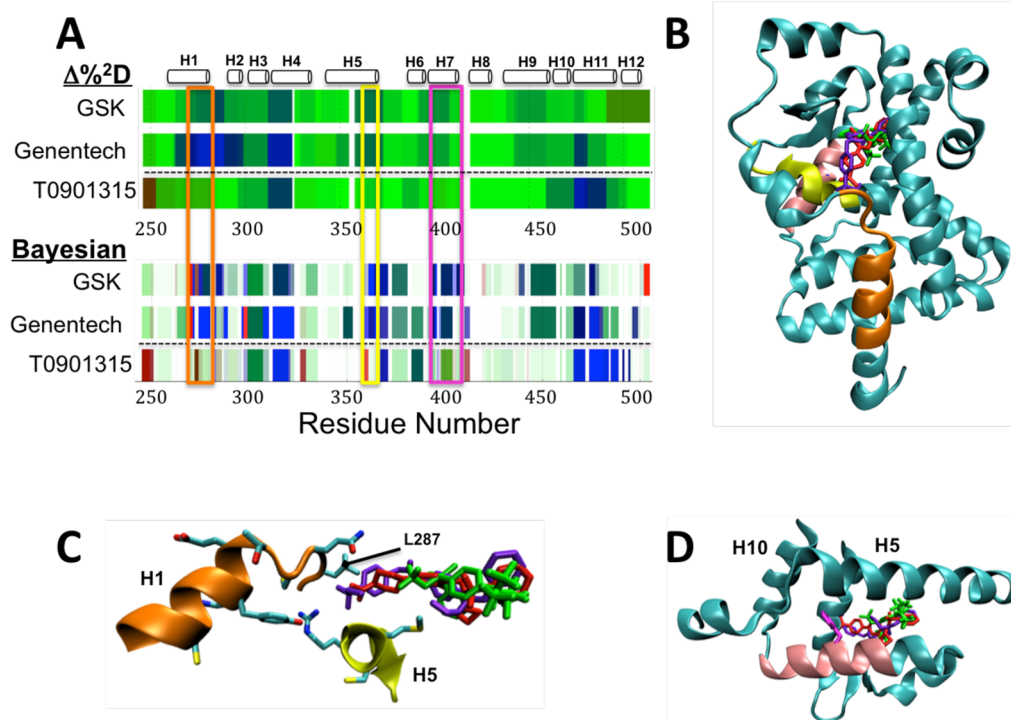 A
B
H1 H2 H3 H4 H5 H6 H7 H8 H9 H10 H11 H12
Δ%²D
GSK
Genentech
T0901315
250 300 350 400 450 500
Bayesian
GSK
Genentech
T0901315
250 300 350 400 450 500
Residue Number
C
L287
H1
H5
D
H10 H5